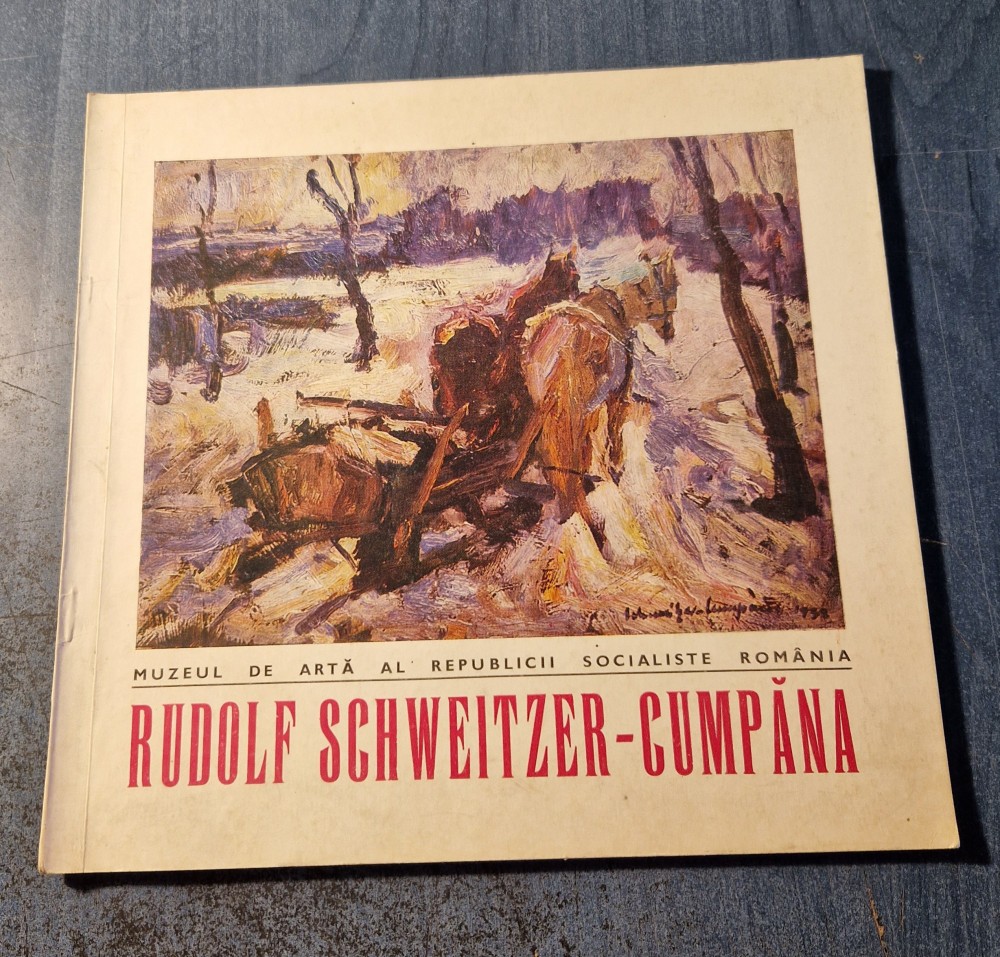 MUZEUL DE ARTĂ AL REPUBLICII SOCIALISTE ROMÂNIA
RUDOLF SCHWEITZER-CUMPĂNA